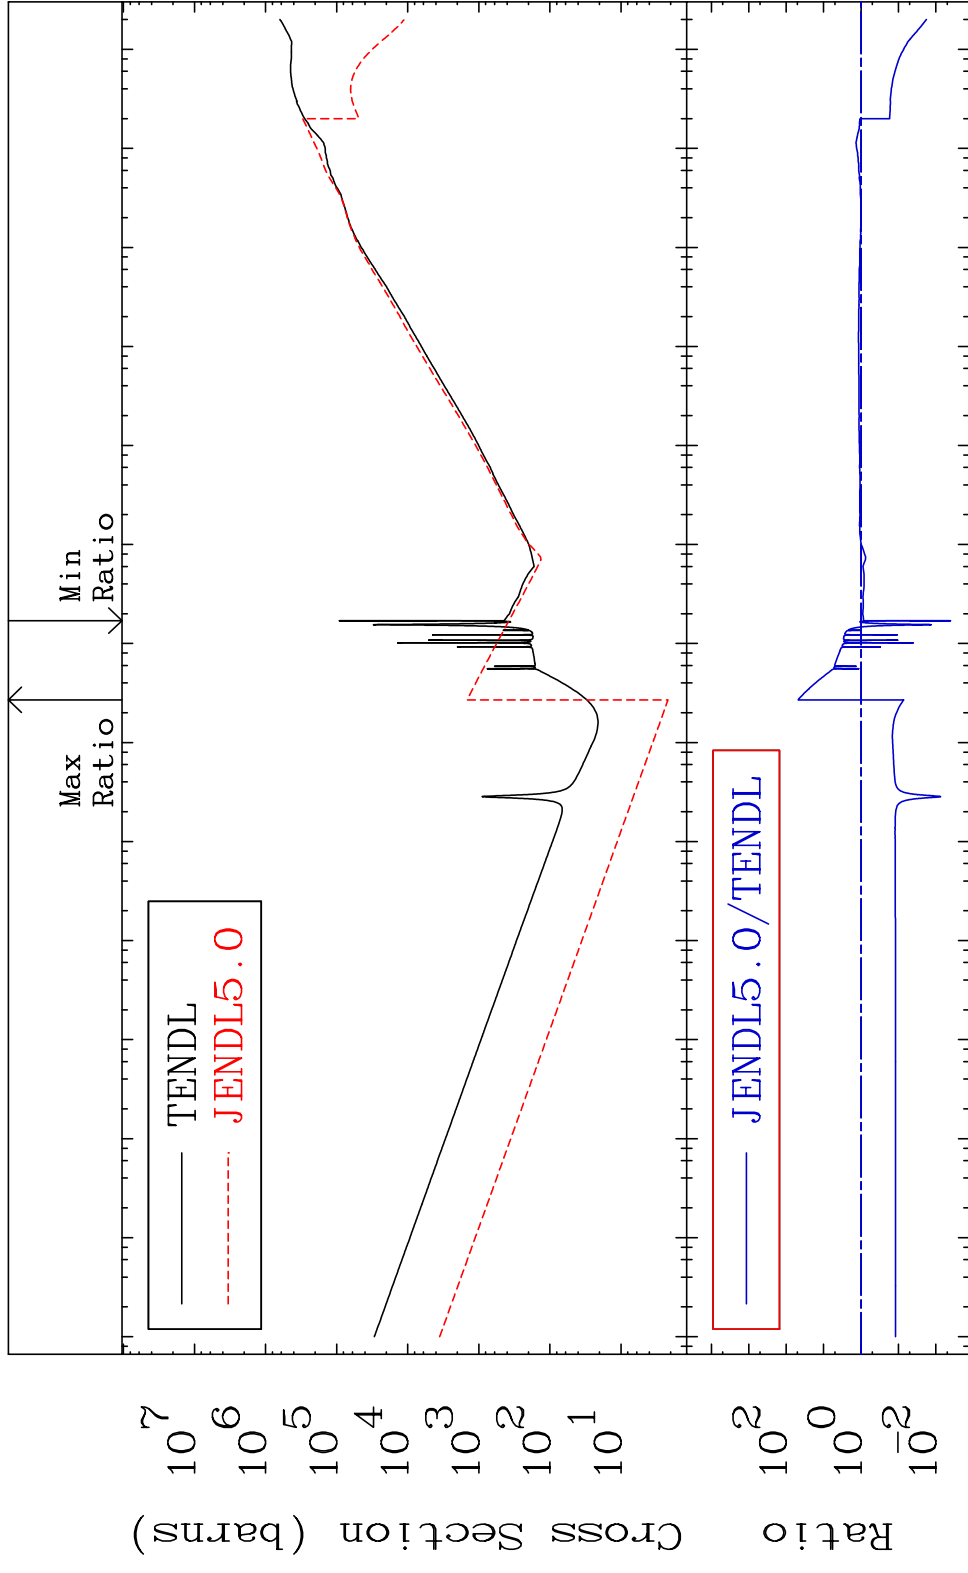 Max
Ratio
Min
Ratio
TENDL
JENDL5.0
10^7
10^6
10^5
10^4
10^3
10^2
10^1
Cross Section (barns)
JENDL5.0/TENDL
10^2
10^0
10^-2
Ratio